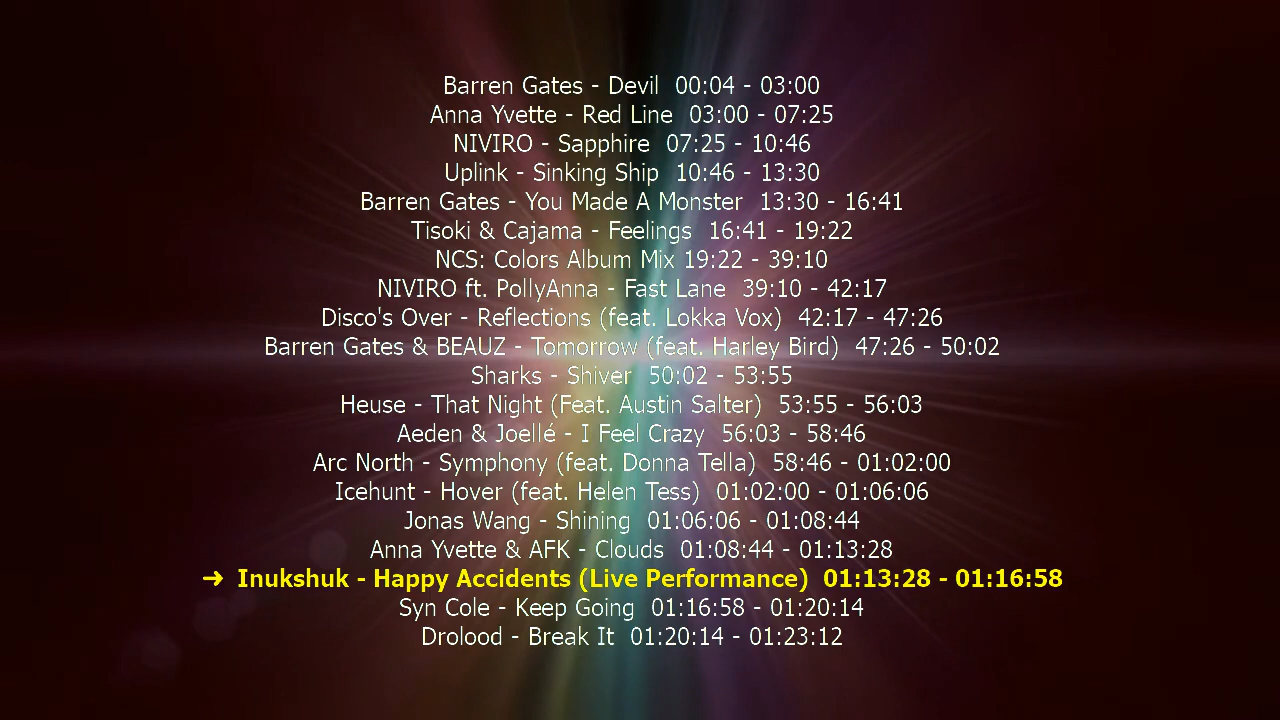 Barren Gates - Devil  00:04 - 03:00
Anna Yvette - Red Line  03:00 - 07:25
NIVIRO - Sapphire  07:25 - 10:46
Uplink - Sinking Ship  10:46 - 13:30
Barren Gates - You Made A Monster  13:30 - 16:41
Tisoki & Cajama - Feelings  16:41 - 19:22
NCS: Colors Album Mix 19:22 - 39:10
NIVIRO ft. PollyAnna - Fast Lane  39:10 - 42:17
Disco's Over - Reflections (feat. Lokka Vox)  42:17 - 47:26
Barren Gates & BEAUZ - Tomorrow (feat. Harley Bird)  47:26 - 50:02
Sharks - Shiver  50:02 - 53:55
Heuse - That Night (Feat. Austin Salter)  53:55 - 56:03
Aeden & Joellé - I Feel Crazy  56:03 - 58:46
Arc North - Symphony (feat. Donna Tella)  58:46 - 01:02:00
Icehunt - Hover (feat. Helen Tess)  01:02:00 - 01:06:06
Jonas Wang - Shining  01:06:06 - 01:08:44
Anna Yvette & AFK - Clouds  01:08:44 - 01:13:28
➜ Inukshuk - Happy Accidents (Live Performance)  01:13:28 - 01:16:58
Syn Cole - Keep Going  01:16:58 - 01:20:14
Drolood - Break It  01:20:14 - 01:23:12